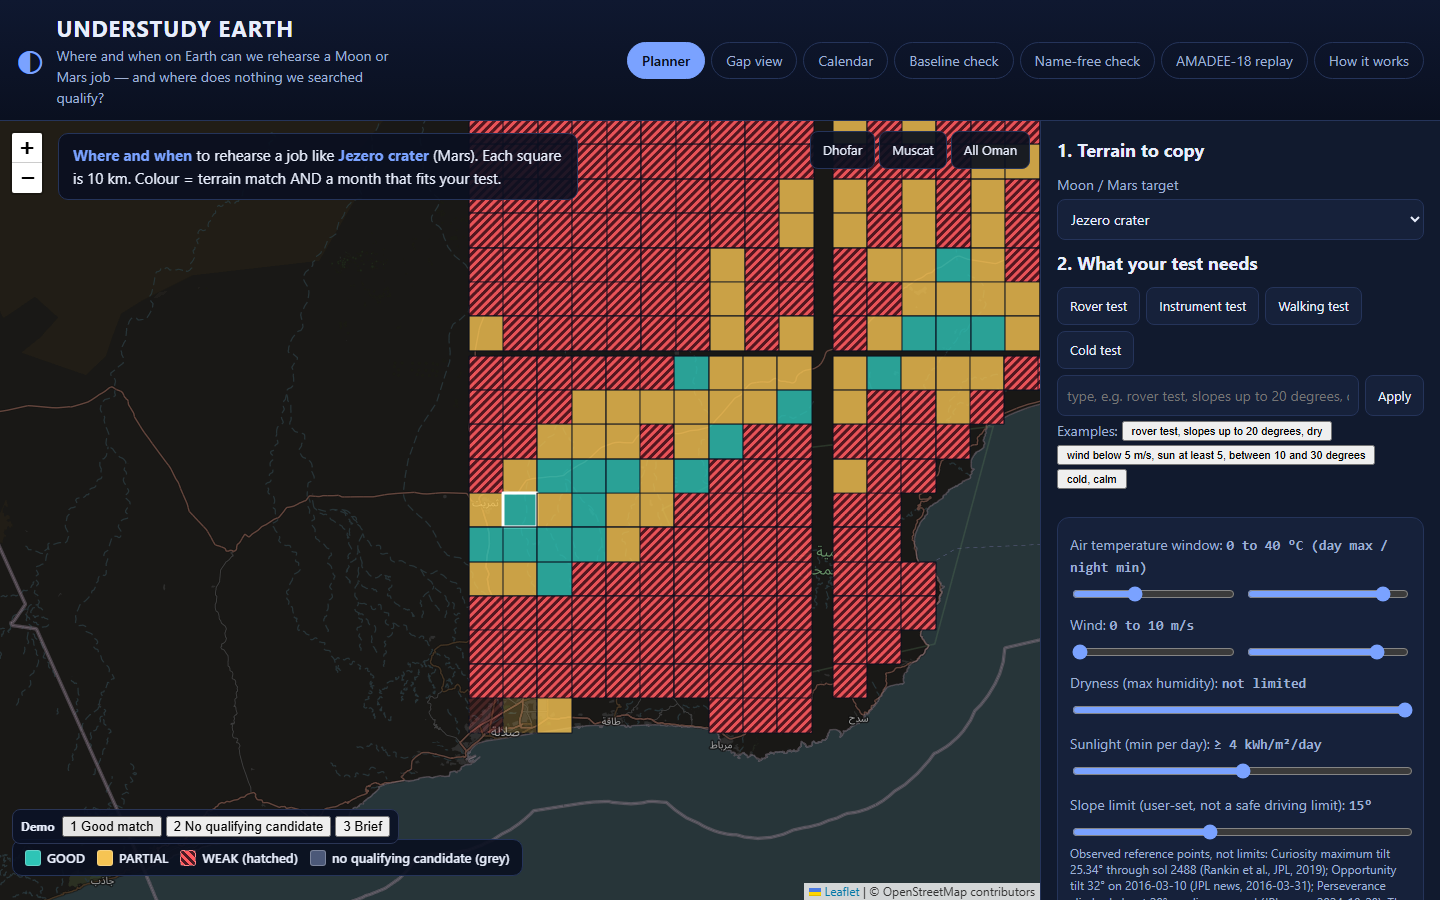 UNDERSTUDY EARTH
Where and when on Earth can we rehearse a Moon or
Mars job — and where does nothing we searched
qualify?
Planner
Gap view
Calendar
Baseline check
Name-free check
AMADEE-18 replay
How it works
+
−
Where and when to rehearse a job like Jezero crater (Mars). Each square
is 10 km. Colour = terrain match AND a month that fits your test.
Dhofar
Muscat
All Oman
صلالة
طاقة
مرباط
سدح
Demo
1 Good match
2 No qualifying candidate
3 Brief
GOOD
PARTIAL
WEAK (hatched)
no qualifying candidate (grey)
Leaflet | © OpenStreetMap contributors
1. Terrain to copy
Moon / Mars target
Jezero crater
2. What your test needs
Rover test
Instrument test
Walking test
Cold test
type, e.g. rover test, slopes up to 20 degrees,
Apply
Examples:
rover test, slopes up to 20 degrees, dry
wind below 5 m/s, sun at least 5, between 10 and 30 degrees
cold, calm
Air temperature window: 0 to 40 °C (day max /
night min)
Wind: 0 to 10 m/s
Dryness (max humidity): not limited
Sunlight (min per day): ≥ 4 kWh/m²/day
Slope limit (user-set, not a safe driving limit): 15°
Observed reference points, not limits: Curiosity maximum tilt
25.34° through sol 2488 (Rankin et al., JPL, 2019); Opportunity
tilt 32° on 2016-03-10 (JPL news, 2016-03-31); Perseverance